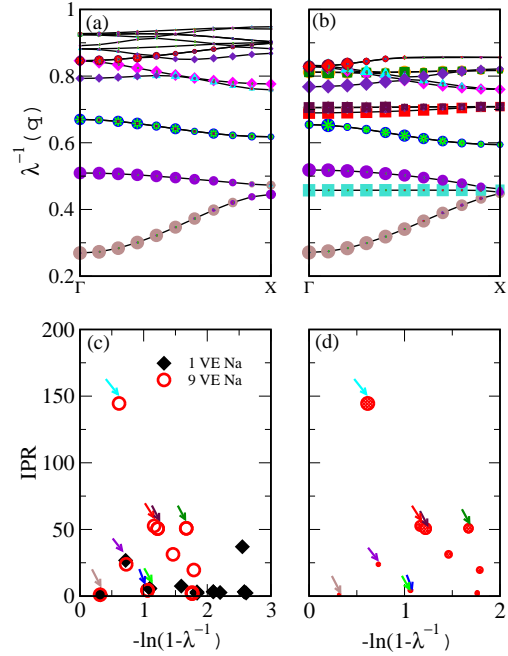 (a) (b)
1
0.8
0.6
0.4
0.2
λ⁻¹(q)
Γ X Γ X
(c) (d)
1 VE Na
9 VE Na
200
150
100
50
0
IPR
0 1 2 3 0 1 2
-ln(1-λ⁻¹) -ln(1-λ⁻¹)